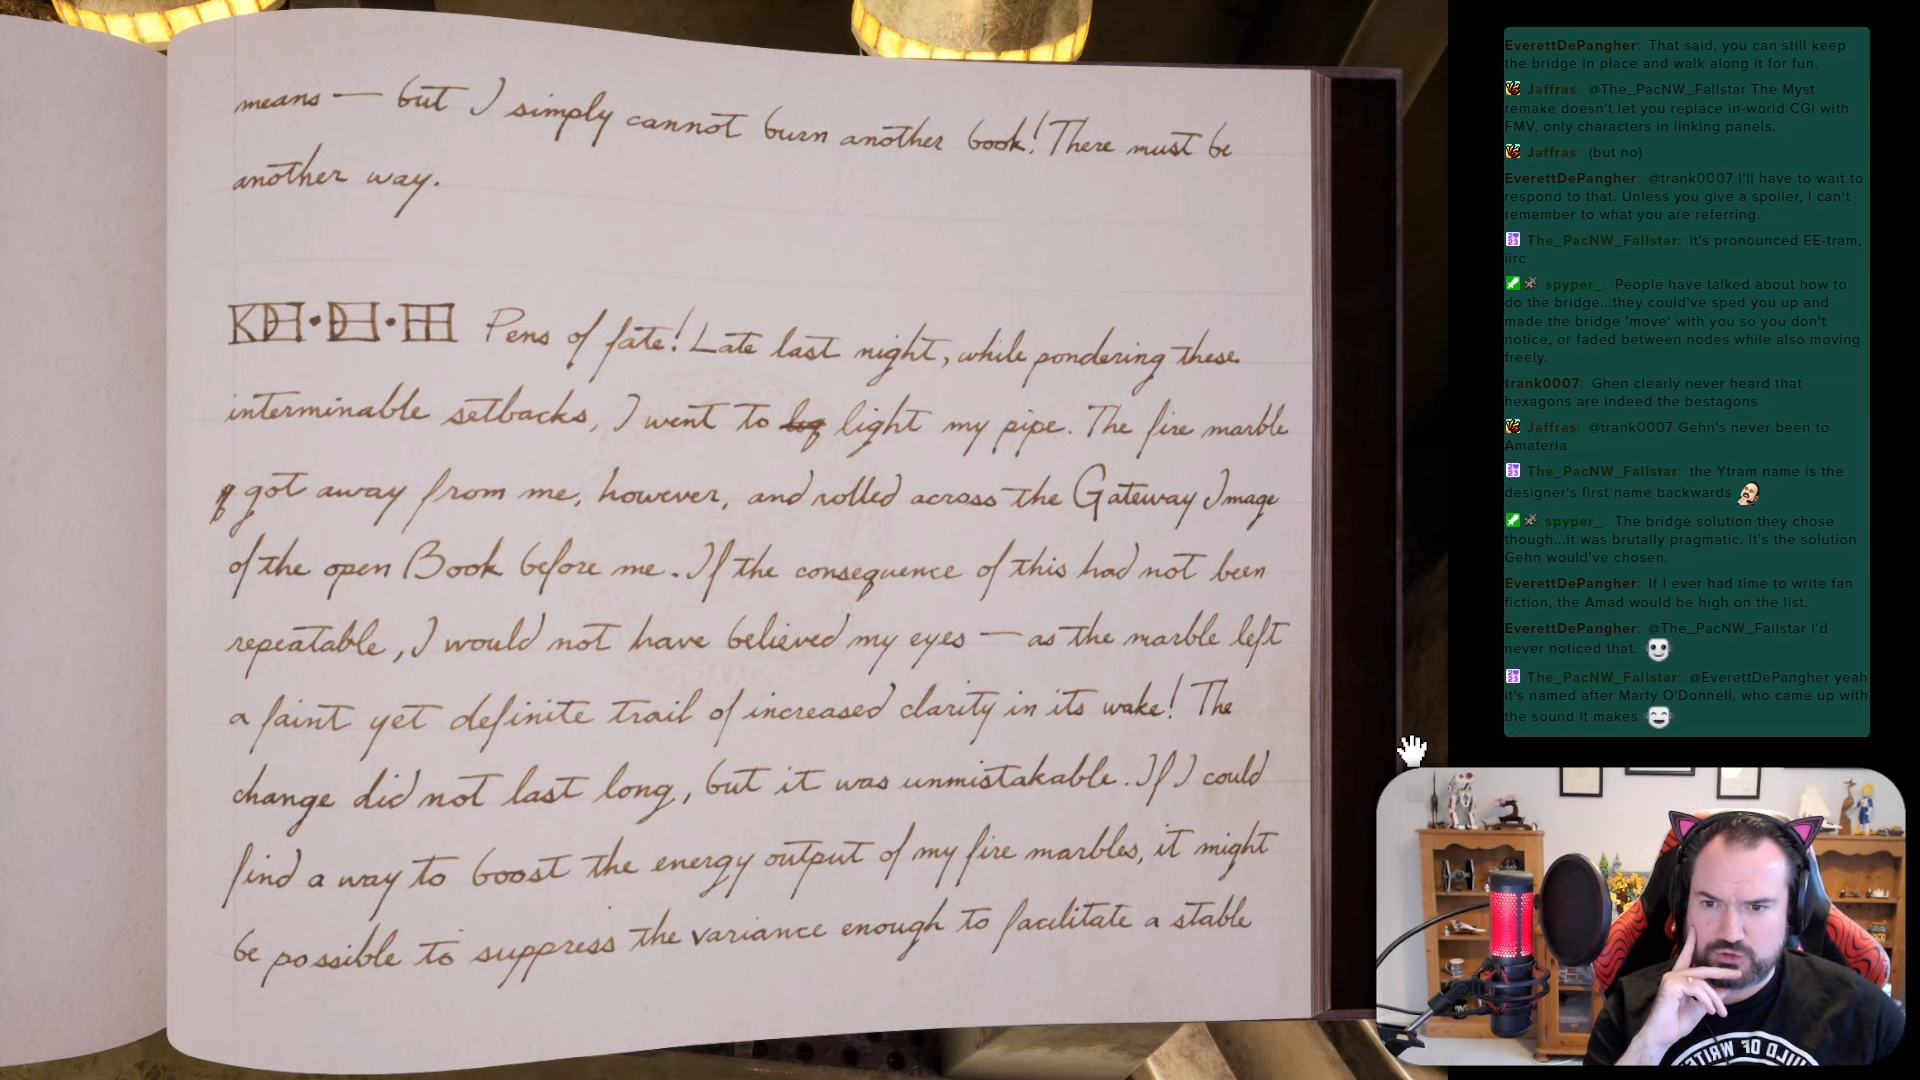 means — but I simply cannot burn another book! There must be
another way.
Pens of fate! Late last night, while pondering these
interminable setbacks, I went to light my pipe. The fire marble
got away from me, however, and rolled across the Gateway Image
of the open Book before me. If the consequence of this had not been
repeatable, I would not have believed my eyes — as the marble left
a faint yet definite trail of increased clarity in its wake! The
change did not last long, but it was unmistakable. If I could
find a way to boost the energy output of my fire marbles, it might
be possible to suppress the variance enough to facilitate a stable
EverettDePangher: That said, you can still keep
the bridge in place and walk along it for fun.
Jaffras: @The_PacNW_Fallstar The Myst
remake doesn't let you replace in-world CGI with
FMV, only characters in linking panels.
Jaffras: (but no)
EverettDePangher: @trank0007 I'll have to wait to
respond to that. Unless you give a spoiler, I can't
remember to what you are referring.
The_PacNW_Fallstar: it's pronounced EE-tram,
iirc
spyper_: People have talked about how to
do the bridge...they could've sped you up and
made the bridge 'move' with you so you don't
notice, or faded between nodes while also moving
freely.
trank0007: Ghen clearly never heard that
hexagons are indeed the bestagons
Jaffras: @trank0007 Gehn's never been to
Amateria
The_PacNW_Fallstar: the Ytram name is the
designer's first name backwards
spyper_: The bridge solution they chose
though...it was brutally pragmatic. It's the solution
Gehn would've chosen.
EverettDePangher: If I ever had time to write fan
fiction, the Amad would be high on the list.
EverettDePangher: @The_PacNW_Fallstar I'd
never noticed that.
The_PacNW_Fallstar: @EverettDePangher yeah
it's named after Marty O'Donnell, who came up with
the sound it makes